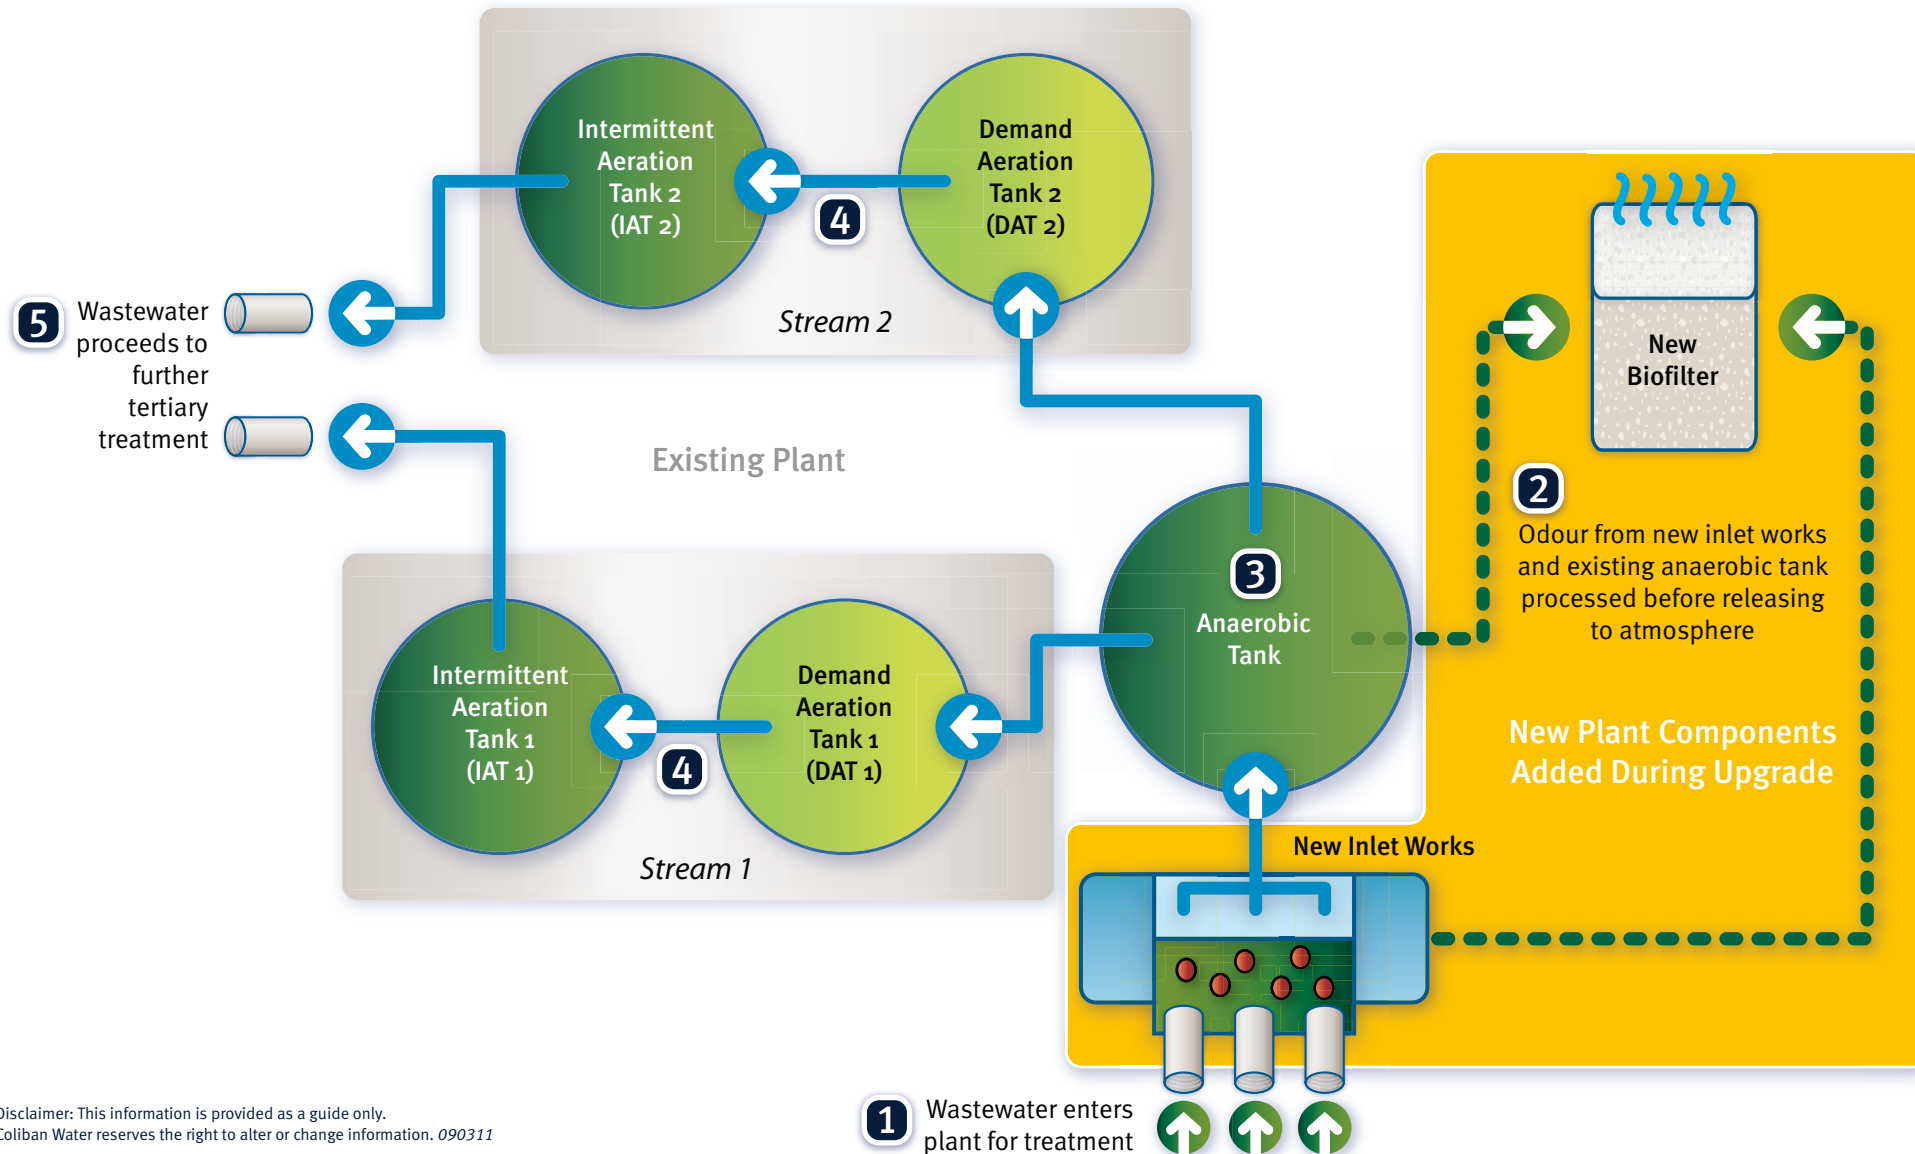 Intermittent
Aeration
Tank 2
(IAT 2)
4
Demand
Aeration
Tank 2
(DAT 2)
Stream 2
5
Wastewater
proceeds to
further
tertiary
treatment
Existing Plant
New
Biofilter
2
Odour from new inlet works
and existing anaerobic tank
processed before releasing
to atmosphere
3
Anaerobic
Tank
Intermittent
Aeration
Tank 1
(IAT 1)
4
Demand
Aeration
Tank 1
(DAT 1)
Stream 1
New Plant Components
Added During Upgrade
New Inlet Works
1
Wastewater enters
plant for treatment
Disclaimer: This information is provided as a guide only.
Coliban Water reserves the right to alter or change information. 090311